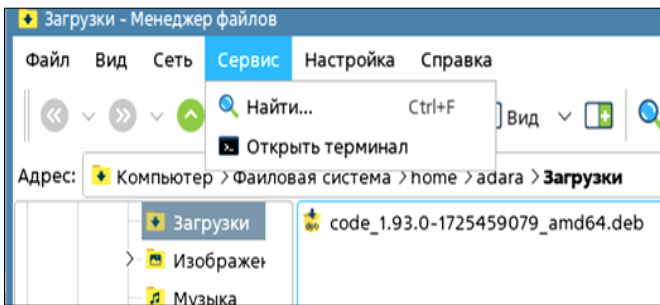 Загрузки - Менеджер файлов
Файл Вид Сеть Сервис Настройка Справка
Найти... Ctrl+F
Вид
Открыть терминал
Адрес: Компьютер > Файловая система > home > adara > Загрузки
Загрузки
code_1.93.0-1725459079_amd64.deb
Изображен
Музыка